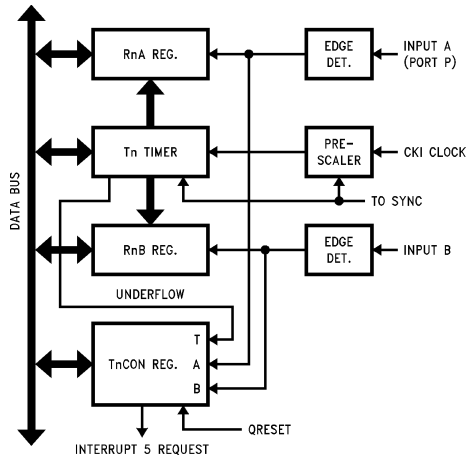 RnA REG.
EDGE
DET.
INPUT A
(PORT P)
Tn TIMER
PRE-
SCALER
CKI CLOCK
DATA BUS
TO SYNC
RnB REG.
EDGE
DET.
INPUT B
UNDERFLOW
T
TnCON REG.
A
B
QRESET
INTERRUPT 5 REQUEST